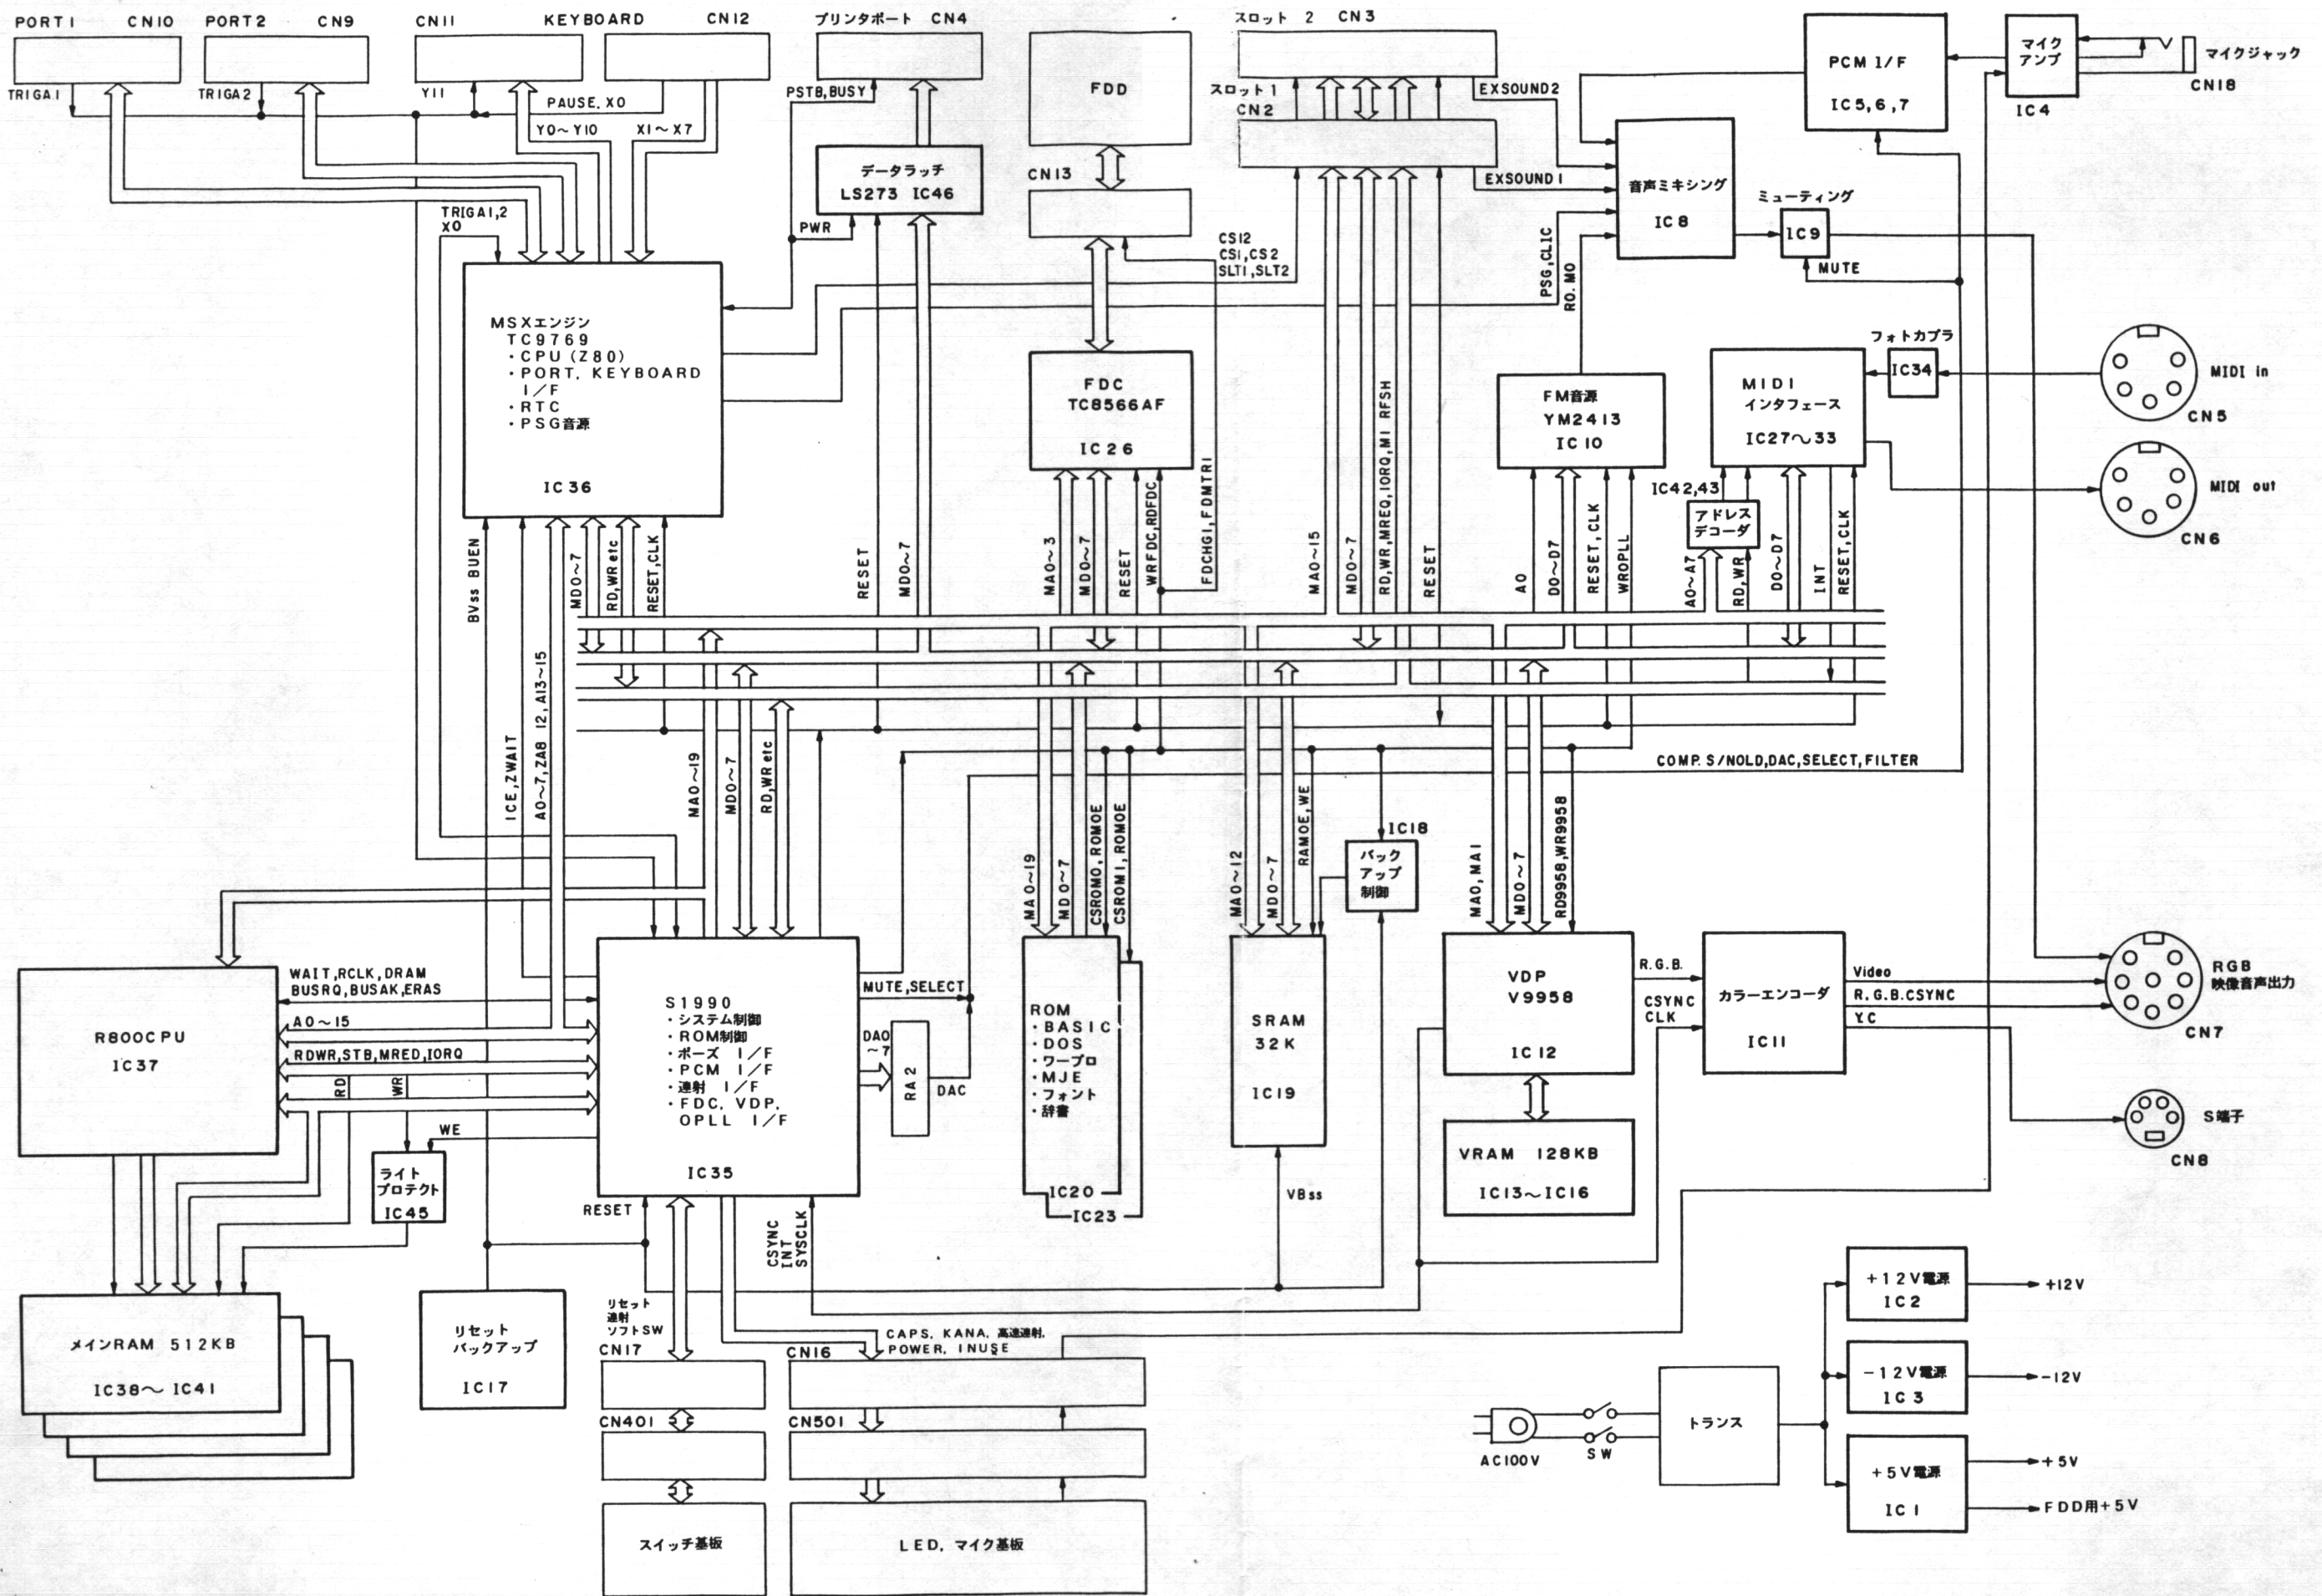 PORT1 CN10
PORT2 CN9
CN11 KEYBOARD CN12
プリンタポート CN4
スロット 2 CN3
TRIGA1
TRIGA2
Y11
PAUSE, X0
Y0〜Y10
X1〜X7
PSTB, BUSY
FDD
スロット1
CN2
EXSOUND2
EXSOUND1
PCM I/F
IC5,6,7
マイク
アンプ
IC4
マイクジャック
CN18
データラッチ
LS273 IC46
CN13
音声ミキシング
IC8
ミューティング
IC9
MUTE
TRIGA1,2
X0
PWR
CS12
CS1,CS2
SLT1,SLT2
PSG,CLIC
RO.MO
MSXエンジン
TC9769
・CPU (Z80)
・PORT, KEYBOARD
I/F
・RTC
・PSG音源
IC36
FDC
TC8566AF
IC26
FM音源
YM2413
IC10
MIDI
インタフェース
IC27〜33
フォトカプラ
IC34
MIDI in
CN5
MIDI out
CN6
IC42,43
アドレス
デコーダ
BVss BUEN
ICE,ZWAIT
A0〜7,ZA8 12,A13〜15
MD0〜7
RD,WR etc
RESET,CLK
RESET
MD0〜7
MA0〜3
MD0〜7
RESET
WRFDC,RDFDC
FDCHG1,FDMTR1
MA0〜15
MD0〜7
RD,WR,MREQ,IORQ,M1 RFSH
RESET
A0
D0〜D7
RESET,CLK
WROPLL
A0〜A7
RD,WR
D0〜D7
INT
RESET,CLK
MA0〜19
MD0〜7
RD,WR etc
COMP. S/NOLD,DAC,SELECT,FILTER
MA0〜19
MD0〜7
CSROM0,ROMOE
CSROM1,ROMOE
MA0〜12
MD0〜7
RAMOE,WE
IC18
バック
アップ
制御
MA0,MA1
MD0〜7
RD9958,WR9958
R800CPU
IC37
WAIT,RCLK,DRAM
BUSRQ,BUSAK,ERAS
A0〜15
RDWR,STB,MRED,IORQ
RD
WR
WE
ライト
プロテクト
IC45
S1990
・システム制御
・ROM制御
・ポーズ I/F
・PCM I/F
・連射 I/F
・FDC, VDP,
OPLL I/F
IC35
MUTE,SELECT
DA0
〜7
RA2
DAC
ROM
・BASIC
・DOS
・ワープロ
・MJE
・フォント
・辞書
IC20
IC23
SRAM
32K
IC19
VBss
VDP
V9958
IC12
R.G.B.
CSYNC
CLK
カラーエンコーダ
IC11
Video
R.G.B.CSYNC
Y.C
RGB
映像音声出力
CN7
S端子
CN8
VRAM 128KB
IC13〜IC16
RESET
CSYNC
INT
SYSCLK
メインRAM 512KB
IC38〜IC41
リセット
バックアップ
IC17
リセット
連射
ソフトSW
CN17
CAPS, KANA, 高速連射,
POWER, INUSE
CN16
CN401
CN501
スイッチ基板
LED, マイク基板
AC100V
SW
トランス
+12V電源
IC2
+12V
-12V電源
IC3
-12V
+5V電源
IC1
+5V
FDD用+5V